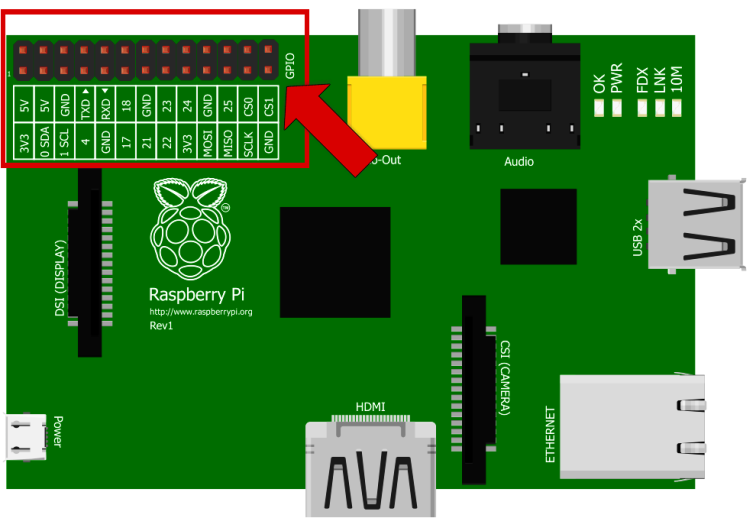 1
GPIO
5V 5V GND TXD RXD 18 GND 23 24 GND 25 CS0 CS1
3V3 0 SDA 1 SCL 4 GND 17 21 22 3V3 MOSI MISO SCLK GND
-Out
Audio
OK
PWR
FDX
LNK
10M
USB 2x
DSI (DISPLAY)
TM
Raspberry Pi
http://www.raspberrypi.org
Rev1
CSI (CAMERA)
HDMI
Power
ETHERNET